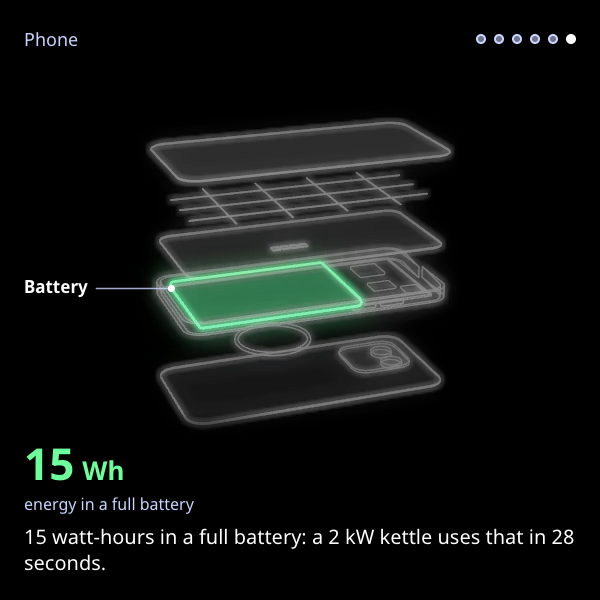 Phone
Battery
15 Wh
energy in a full battery
15 watt-hours in a full battery: a 2 kW kettle uses that in 28
seconds.